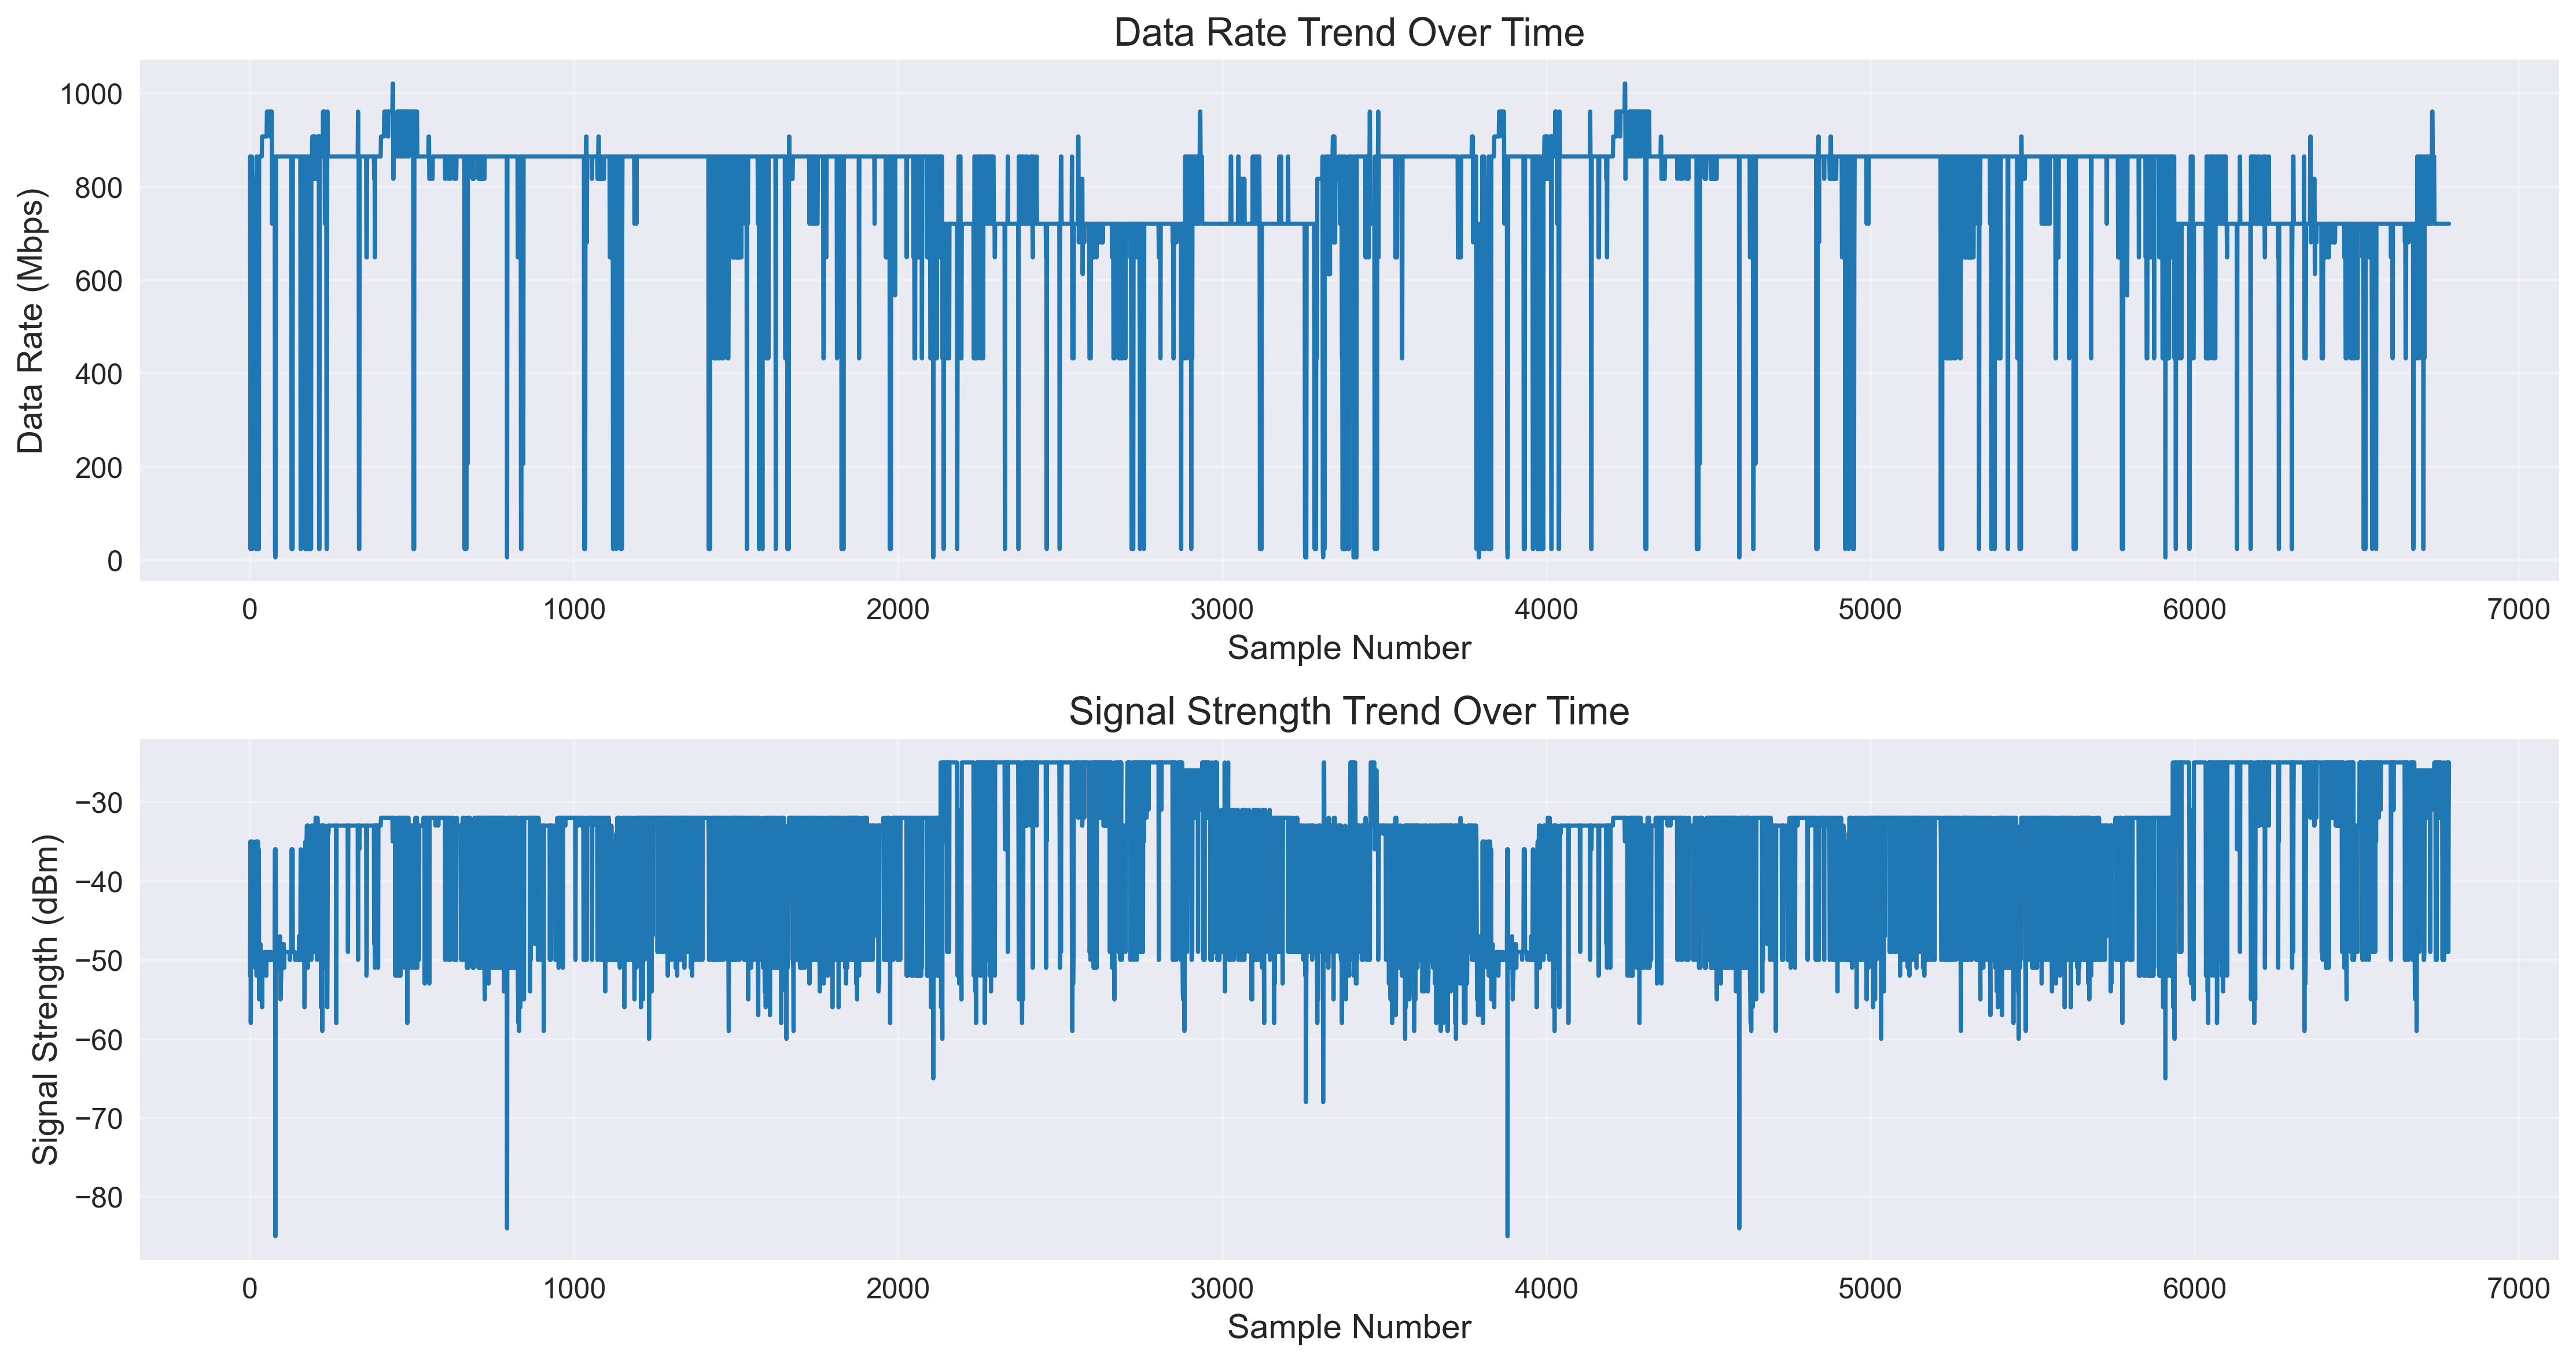 Data Rate Trend Over Time
Data Rate (Mbps)
1000
800
600
400
200
0
0 1000 2000 3000 4000 5000 6000 7000
Sample Number
Signal Strength Trend Over Time
Signal Strength (dBm)
−30
−40
−50
−60
−70
−80
0 1000 2000 3000 4000 5000 6000 7000
Sample Number